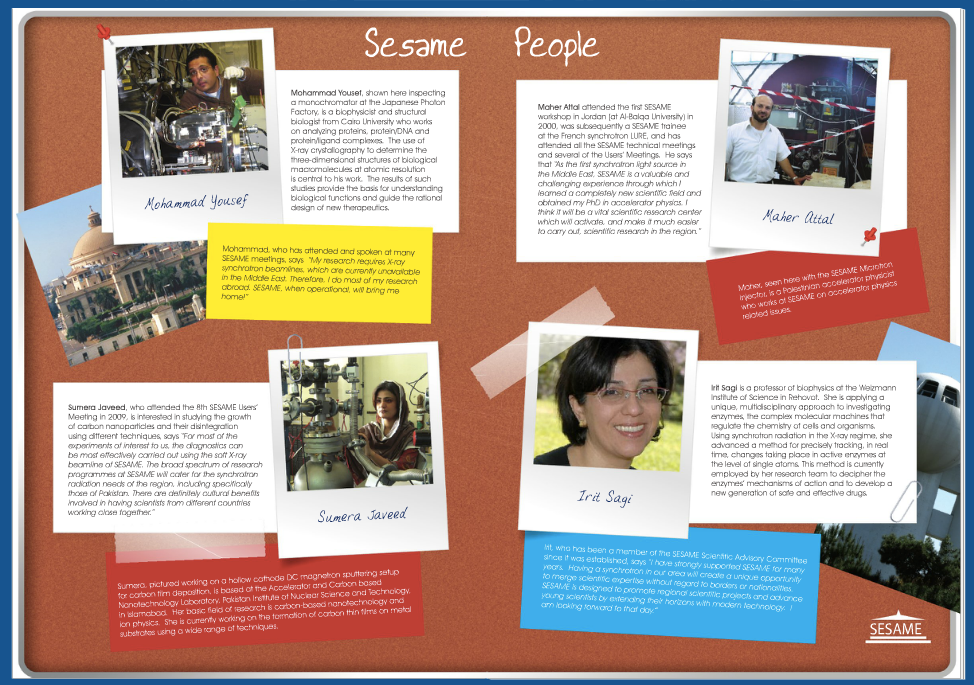 Sesame People
Mohammad Yousef, shown here inspecting
a monochromator at the Japanese Photon
Factory, is a biophysicist and structural
biologist from Cairo University who works
on analyzing proteins, protein/DNA and
protein/ligand complexes. The use of
X-ray crystallography to determine the
three-dimensional structures of biological
macromolecules at atomic resolution
is central to his work. The results of such
studies provide the basis for understanding
biological functions and guide the rational
design of new therapeutics.
Mohammad Yousef
Mohammad, who has attended and spoken at many
SESAME meetings, says "My research requires X-ray
synchrotron beamlines, which are currently unavailable
in the Middle East. Therefore, I do most of my research
abroad. SESAME, when operational, will bring me
home!"
Maher Attal attended the first SESAME
workshop in Jordan (at Al-Balqa University) in
2000, was subsequently a SESAME trainee
at the French synchrotron LURE, and has
attended all the SESAME technical meetings
and several of the Users' Meetings. He says
that "As the first synchrotron light source in
the Middle East, SESAME is a valuable and
challenging experience through which I
learned a completely new scientific field and
obtained my PhD in accelerator physics. I
think it will be a vital scientific research center
which will activate, and make it much easier
to carry out, scientific research in the region."
Maher Attal
Maher, seen here with the SESAME Microtron
Injector, is a Palestinian accelerator physicist
who works at SESAME on accelerator physics
related issues.
Sumera Javeed, who attended the 8th SESAME Users'
Meeting in 2009, is interested in studying the growth
of carbon nanoparticles and their disintegration
using different techniques, says "For most of the
experiments of interest to us, the diagnostics can
be most effectively carried out using the soft X-ray
beamline of SESAME. The broad spectrum of research
programmes at SESAME will cater for the synchrotron
radiation needs of the region, including specifically
those of Pakistan. There are definitely cultural benefits
involved in having scientists from different countries
working close together."
Sumera Javeed
Sumera, pictured working on a hollow cathode DC magnetron sputtering setup
for carbon film deposition, is based at the Accelerator and Carbon based
Nanotechnology Laboratory, Pakistan Institute of Nuclear Science and Technology,
in Islamabad. Her basic field of research is carbon-based nanotechnology and
ion physics. She is currently working on the formation of carbon thin films on metal
substrates using a wide range of techniques.
Irit Sagi is a professor of biophysics at the Weizmann
Institute of Science in Rehovot. She is applying a
unique, multidisciplinary approach to investigating
enzymes, the complex molecular machines that
regulate the chemistry of cells and organisms.
Using synchrotron radiation in the X-ray regime, she
advanced a method for precisely tracking, in real
time, changes taking place in active enzymes at
the level of single atoms. This method is currently
employed by her research team to decipher the
enzymes' mechanisms of action and to develop a
new generation of safe and effective drugs.
Irit Sagi
Irit, who has been a member of the SESAME Scientific Advisory Committee
since it was established, says "I have strongly supported SESAME for many
years. Having a synchrotron in our area will create a unique opportunity
to merge scientific expertise without regard to borders or nationalities.
SESAME is designed to promote regional scientific projects and advance
young scientists by extending their horizons with modern technology. I
am looking forward to that day."
SESAME